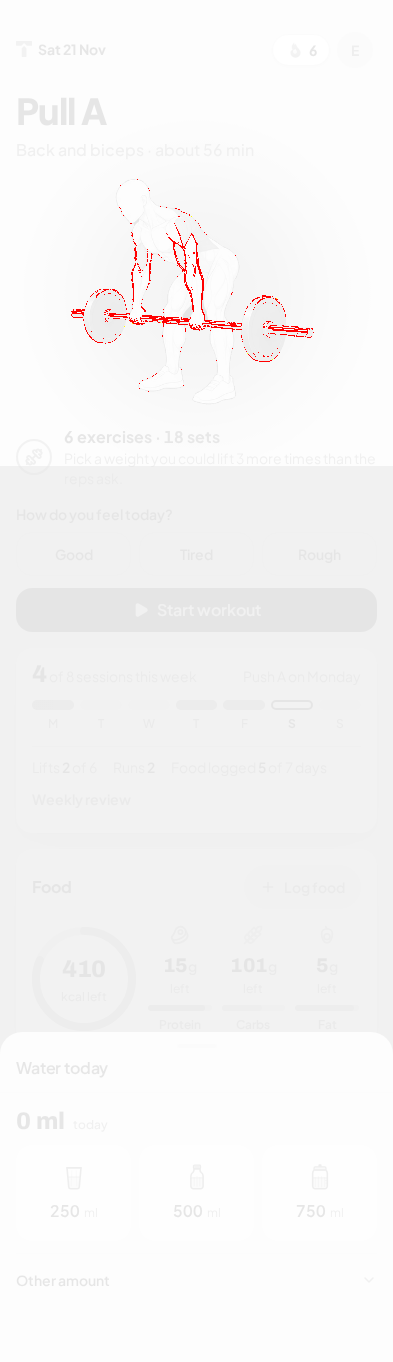 Sat 21 Nov
6
E
Pull A
Back and biceps · about 56 min
6 exercises · 18 sets
Pick a weight you could lift 3 more times than the
reps ask
How do you feel today?
Good Tired Rough
Start workout
4 of 8 sessions this week Push A on Monday
M T W T F S S
Lifts 2 of 6 Runs 2 Food logged 5 of 7 days
Weekly review
Food
+ Log food
410
kcal left
15g 101g 5g
left left left
Protein Carbs Fat
Water today
0 ml today
250 ml 500 ml 750 ml
Other amount